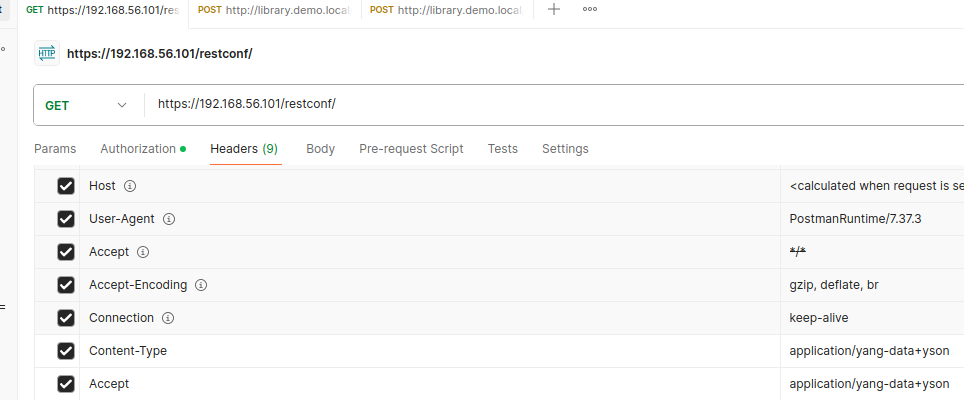 GET https://192.168.56.101/res
POST http://library.demo.local
POST http://library.demo.local
https://192.168.56.101/restconf/
GET
https://192.168.56.101/restconf/
Params
Authorization
Headers (9)
Body
Pre-request Script
Tests
Settings
Host
<calculated when request is se
User-Agent
PostmanRuntime/7.37.3
Accept
*/*
Accept-Encoding
gzip, deflate, br
Connection
keep-alive
Content-Type
application/yang-data+yson
Accept
application/yang-data+yson